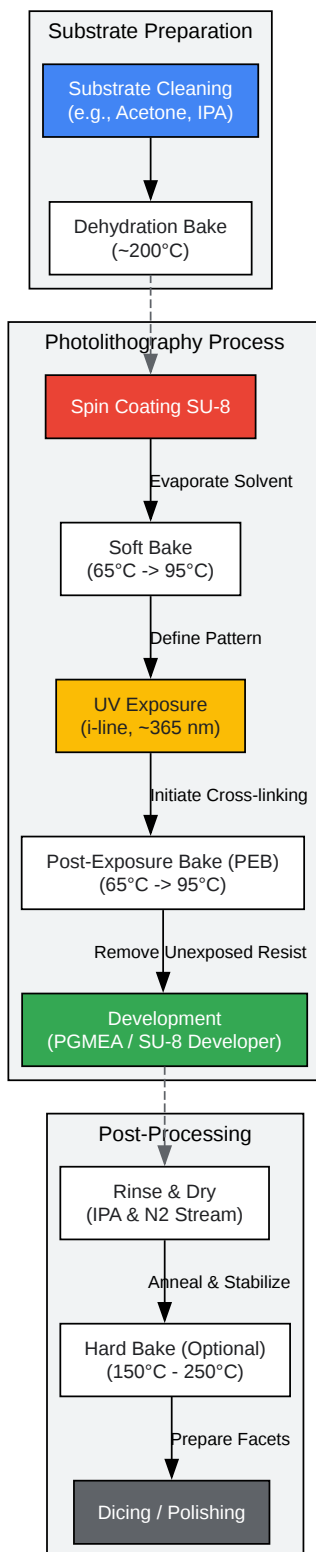 Substrate Preparation
Substrate Cleaning
(e.g., Acetone, IPA)
Dehydration Bake
(~200°C)
Photolithography Process
Spin Coating SU-8
Evaporate Solvent
Soft Bake
(65°C -> 95°C)
Define Pattern
UV Exposure
(i-line, ~365 nm)
Initiate Cross-linking
Post-Exposure Bake (PEB)
(65°C -> 95°C)
Remove Unexposed Resist
Development
(PGMEA / SU-8 Developer)
Post-Processing
Rinse & Dry
(IPA & N2 Stream)
Anneal & Stabilize
Hard Bake (Optional)
(150°C - 250°C)
Prepare Facets
Dicing / Polishing